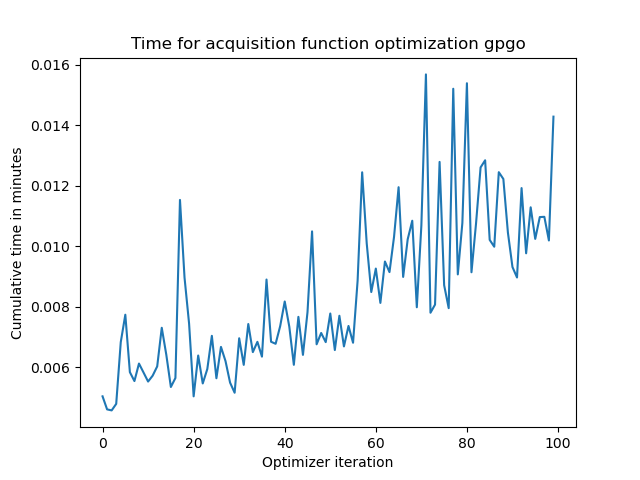 Time for acquisition function optimization gpgo
0.016
0.014
0.012
0.010
0.008
0.006
Cumulative time in minutes
0 20 40 60 80 100
Optimizer iteration